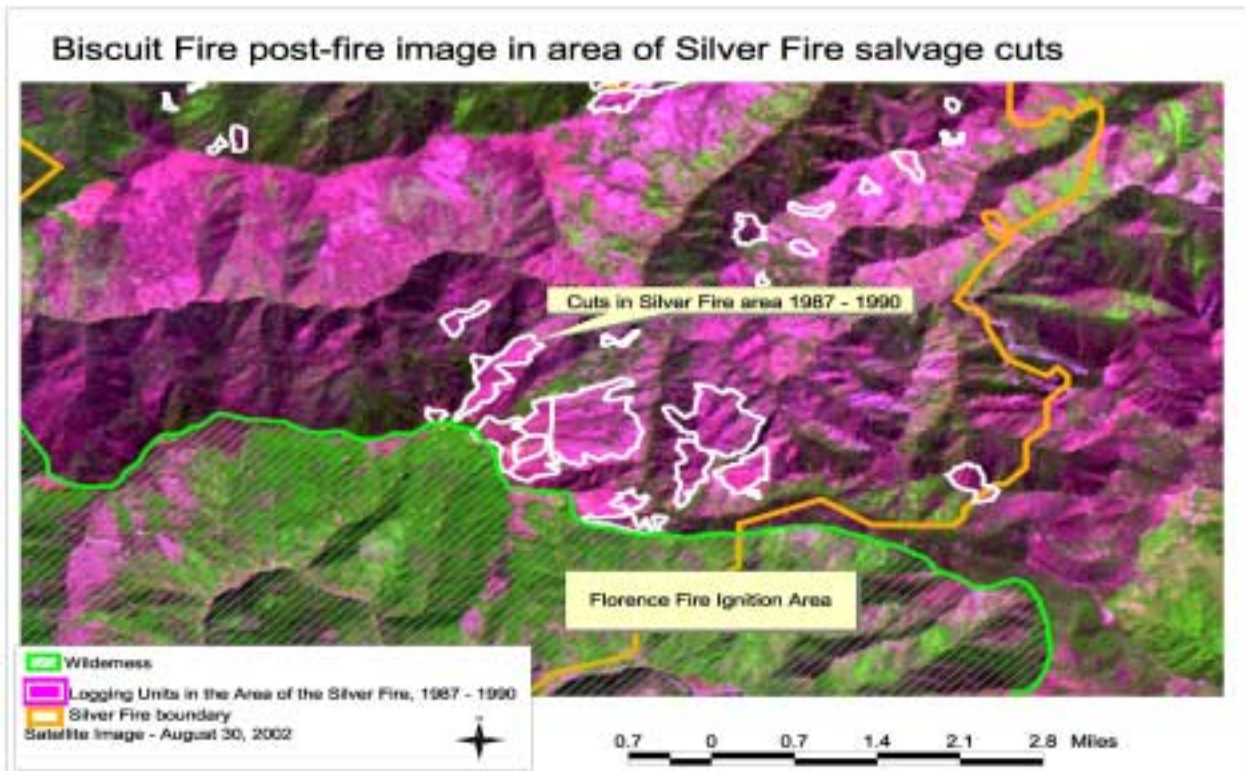 Biscuit Fire post-fire image in area of Silver Fire salvage cuts
Cuts in Silver Fire area 1987 - 1990
Florence Fire Ignition Area
Wilderness
Logging Units in the Area of the Silver Fire, 1987 - 1990
Silver Fire boundary
Satellite Image - August 30, 2002
0.7 0 0.7 1.4 2.1 2.8 Miles